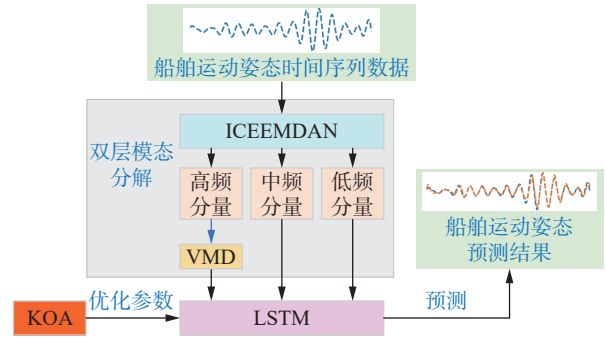 船舶运动姿态时间序列数据
双层模态
分解
ICEEMDAN
高频
分量
中频
分量
低频
分量
VMD
船舶运动姿态
预测结果
KOA
优化参数
LSTM
预测